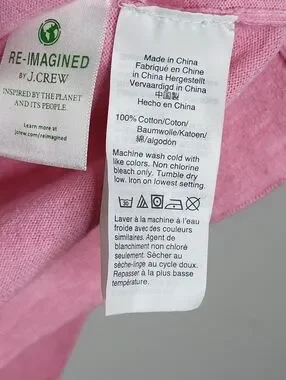 RE-IMAGINED
BY J.CREW
INSPIRED BY THE PLANET
AND ITS PEOPLE.
Learn more at
jcrew.com/reimagined
Made in China
Fabriqué en Chine
in China Hergestellt
Vervaardigd in China
中国製
Hecho en China
100% Cotton/Coton/
Baumwolle/Katoen/
綿/algodón
Machine wash cold with
like colors. Non chlorine
bleach only. Tumble dry
low. Iron on lowest setting.
Laver à la machine à l'eau
froide avec des couleurs
similaires. Agent de
blanchiment non chloré
seulement. Sécher au
sèche-linge au cycle doux.
Repasser à la plus basse
température.